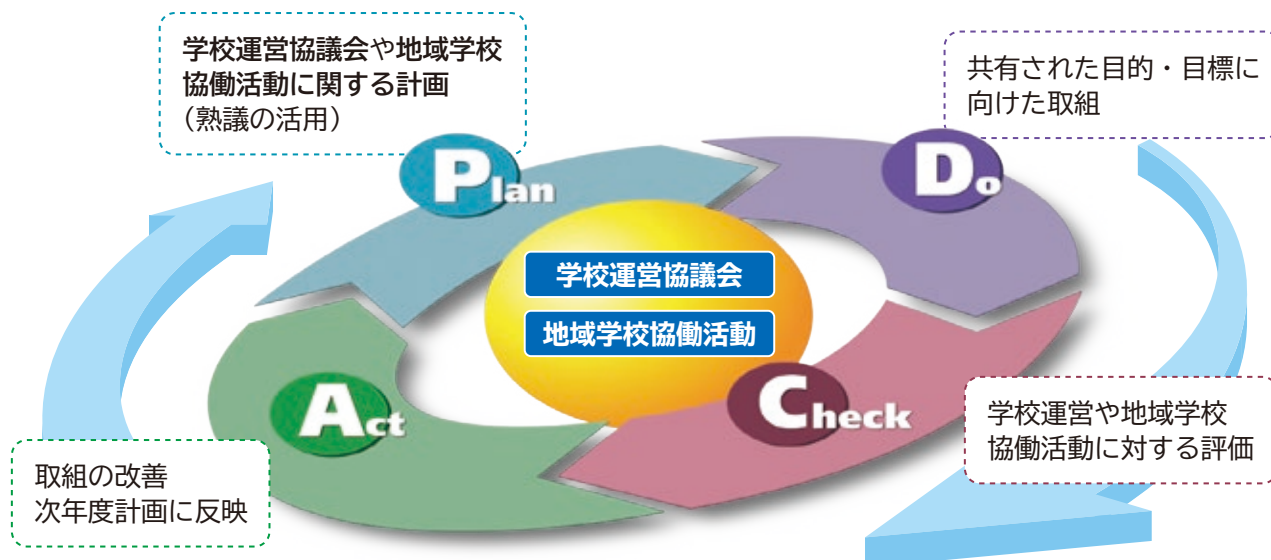 学校運営協議会や地域学校
協働活動に関する計画
（熟議の活用）
Plan
共有された目的・目標に
向けた取組
Do
学校運営協議会
地域学校協働活動
Check
学校運営や地域学校
協働活動に対する評価
Act
取組の改善
次年度計画に反映